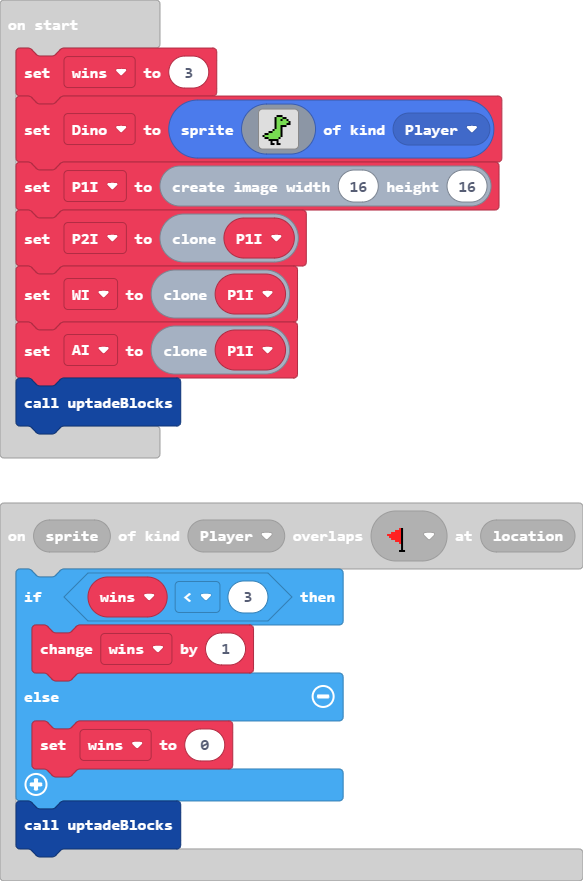 on start
set wins to 3
set Dino to sprite of kind Player
set P1I to create image width 16 height 16
set P2I to clone P1I
set WI to clone P1I
set AI to clone P1I
call uptadeBlocks
on sprite of kind Player overlaps at location
if wins < 3 then
change wins by 1
else
set wins to 0
call uptadeBlocks